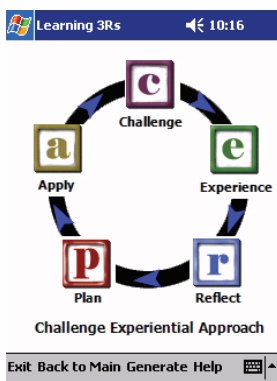 Learning 3Rs 10:16
c
Challenge
a
e
Apply
Experience
p
r
Plan
Reflect
Challenge Experiential Approach
Exit Back to Main Generate Help